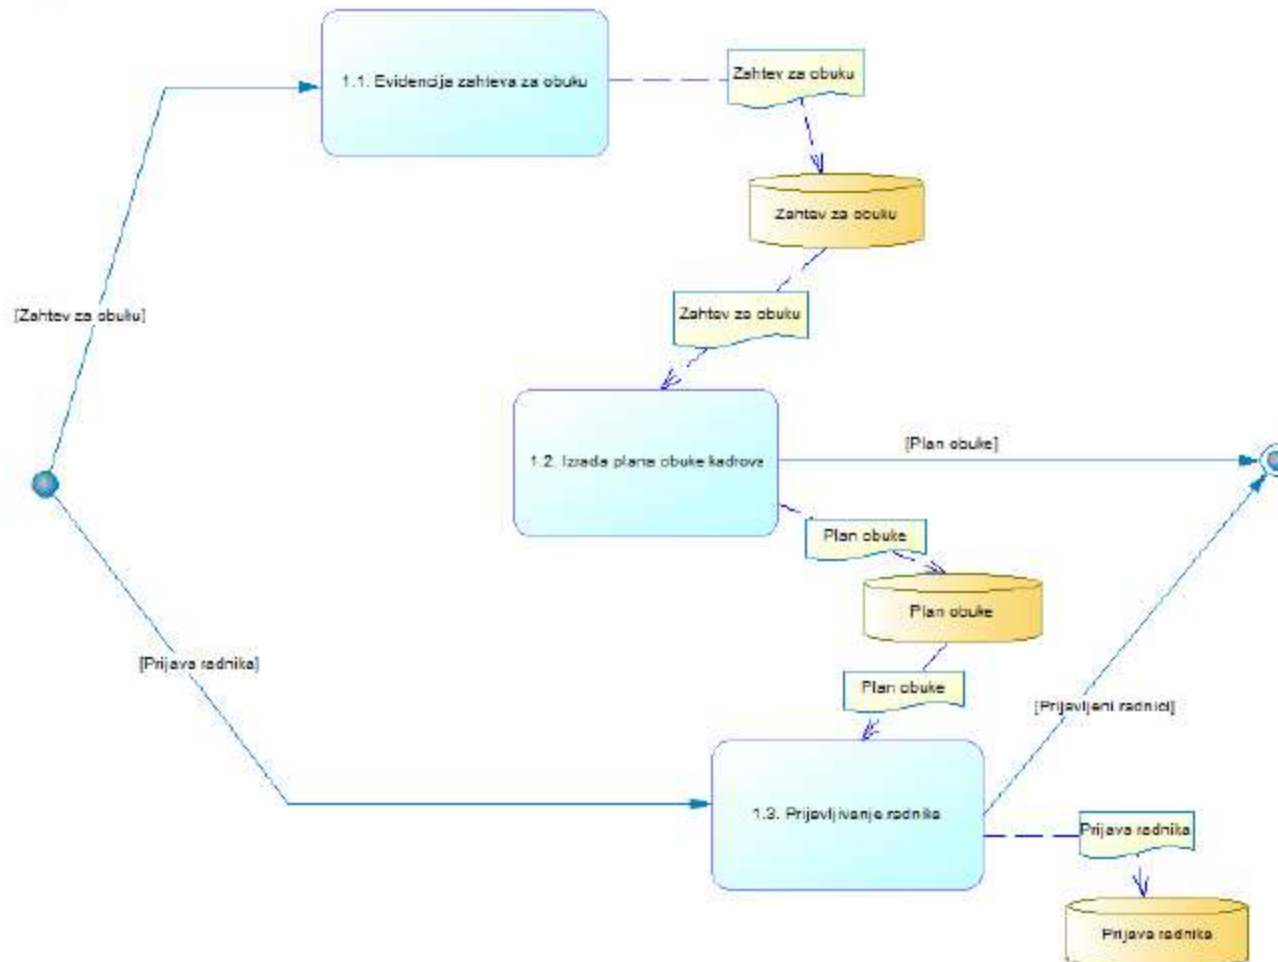 1.1. Evidencija zahteva za obuku
Zahtev za obuku
Zahtev za obuku
Zahtev za obuku
[Zahtev za obuku]
1.2. Izrada plana obuke kadrova
[Plan obuke]
Plan obuke
Plan obuke
[Prijava radnika]
Plan obuke
[Prijavljeni radnici]
1.3. Prijavljivanje radnika
Prijava radnika
Prijava radnika